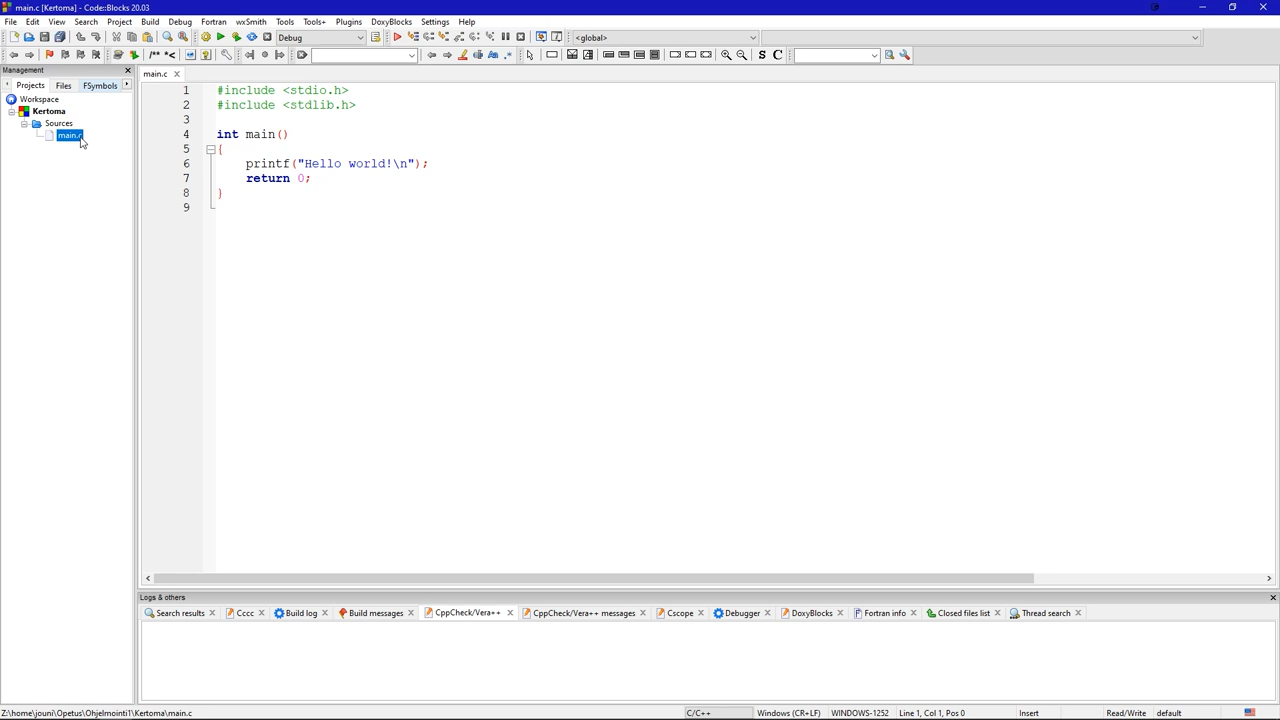 main.c [Kertoma] - Code::Blocks 20.03
File Edit View Search Project Build Debug Fortran wxSmith Tools Tools+ Plugins DoxyBlocks Settings Help
Debug <global>
/** *< Aa .* S C
Management
Projects Files FSymbols
Workspace
Kertoma
Sources
main.c
main.c
1 #include <stdio.h>
2 #include <stdlib.h>
3
4 int main()
5 {
6 printf("Hello world!\n");
7 return 0;
8 }
9
Logs & others
Search results Cccc Build log Build messages CppCheck/Vera++ CppCheck/Vera++ messages Cscope Debugger DoxyBlocks Fortran info Closed files list Thread search
Z:\home\jouni\Opetus\Ohjelmointi1\Kertoma\main.c C/C++ Windows (CR+LF) WINDOWS-1252 Line 1, Col 1, Pos 0 Insert Read/Write default